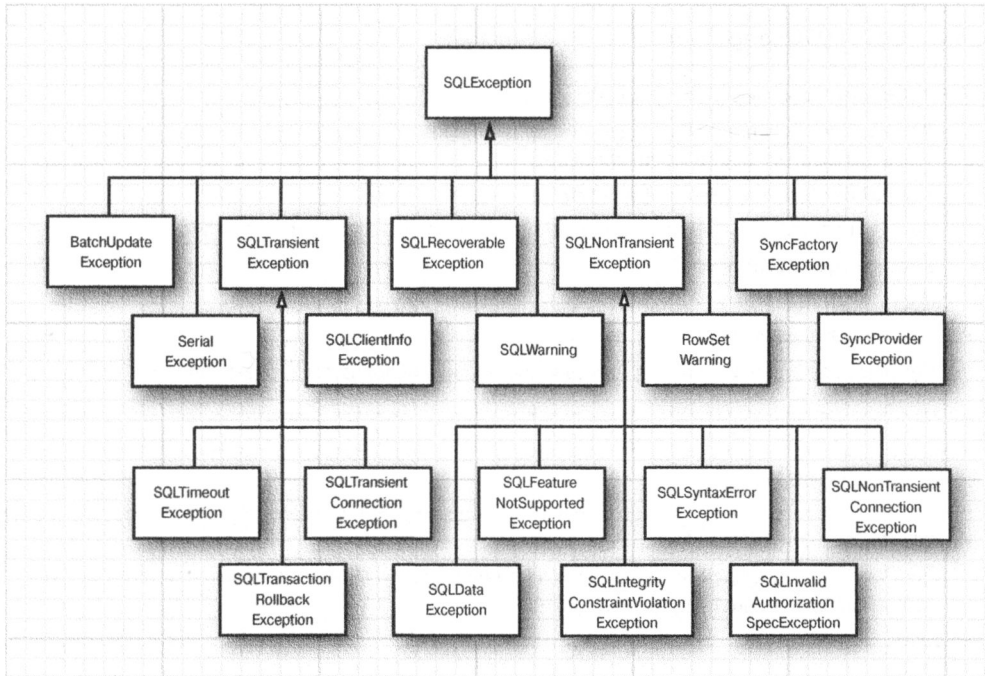 SQLException
BatchUpdate
Exception
SQLTransient
Exception
SQLRecoverable
Exception
SQLNonTransient
Exception
SyncFactory
Exception
Serial
Exception
SQLClientInfo
Exception
SQLWarning
RowSet
Warning
SyncProvider
Exception
SQLTimeout
Exception
SQLTransient
Connection
Exception
SQLFeature
NotSupported
Exception
SQLSyntaxError
Exception
SQLNonTransient
Connection
Exception
SQLTransaction
Rollback
Exception
SQLData
Exception
SQLIntegrity
ConstraintViolation
Exception
SQLInvalid
Authorization
SpecException